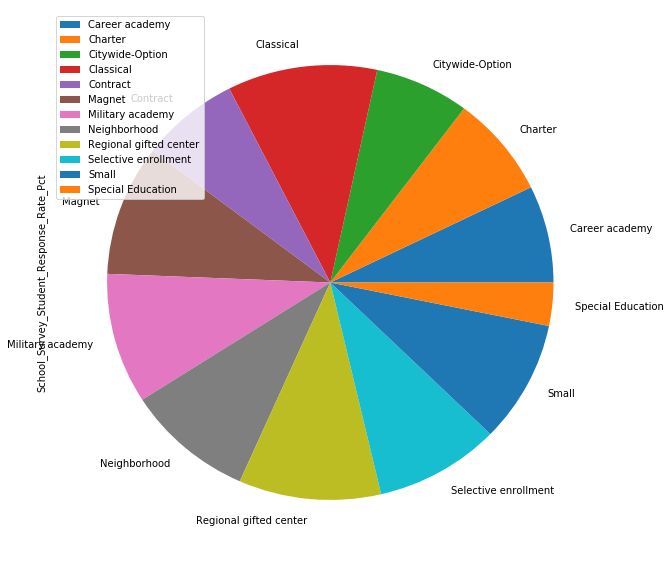 Career academy
Charter
Citywide-Option
Classical
Contract
Magnet
Military academy
Neighborhood
Regional gifted center
Selective enrollment
Small
Special Education
School_Survey_Student_Response_Rate_Pct
Classical
Citywide-Option
Charter
Career academy
Special Education
Small
Selective enrollment
Regional gifted center
Neighborhood
Military academy
Magnet
Contract